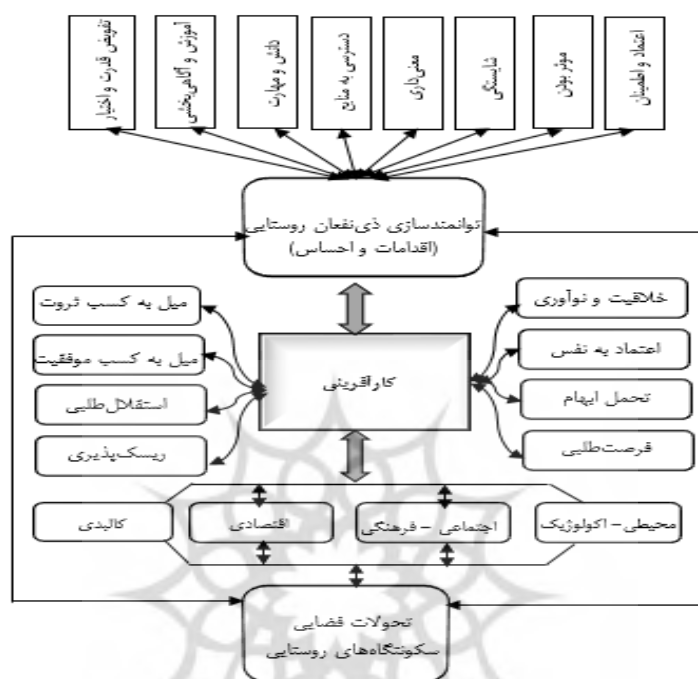 اعتماد و اطمینان
موثر بودن
شایستگی
معنی‌داری
دسترسی به منابع
دانش و مهارت
آموزش و آگاهی‌بخشی
تفویض قدرت و اختیار
توانمندسازی ذی‌نفعان روستایی
(اقدامات و احساس)
خلاقیت و نوآوری
میل به کسب ثروت
اعتماد به نفس
میل به کسب موفقیت
کارآفرینی
تحمل ابهام
استقلال‌طلبی
فرصت‌طلبی
ریسک‌پذیری
محیطی – اکولوژیک
اجتماعی – فرهنگی
اقتصادی
کالبدی
تحولات فضایی
سکونتگاه‌های روستایی